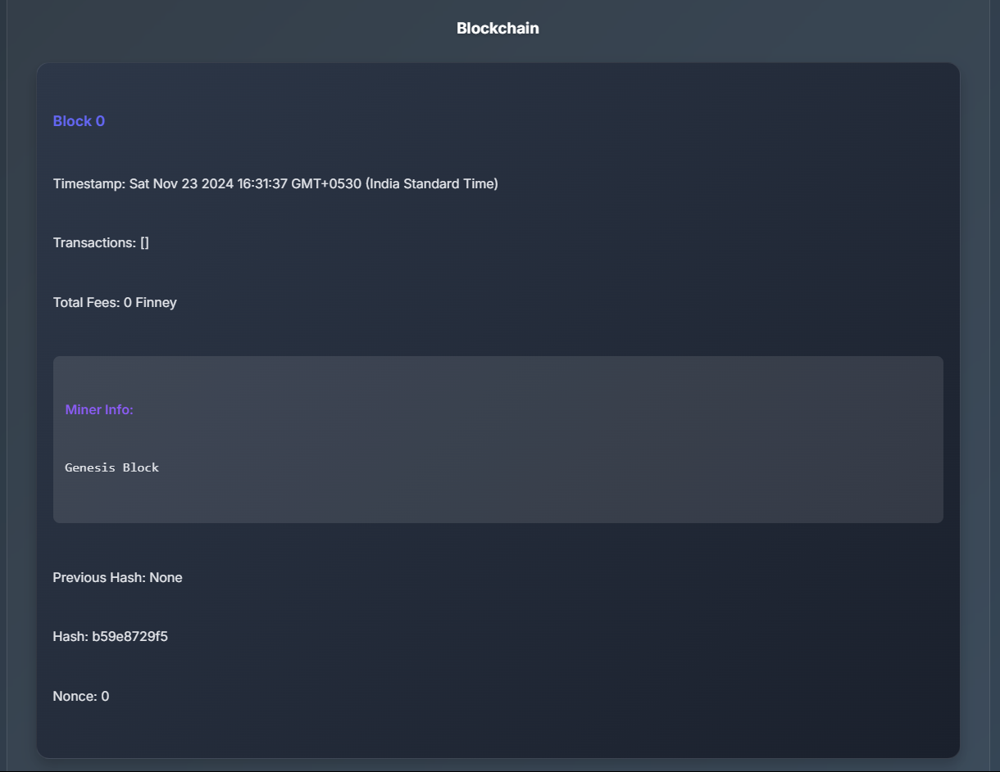 Blockchain
Block 0
Timestamp: Sat Nov 23 2024 16:31:37 GMT+0530 (India Standard Time)
Transactions: []
Total Fees: 0 Finney
Miner Info:
Genesis Block
Previous Hash: None
Hash: b59e8729f5
Nonce: 0